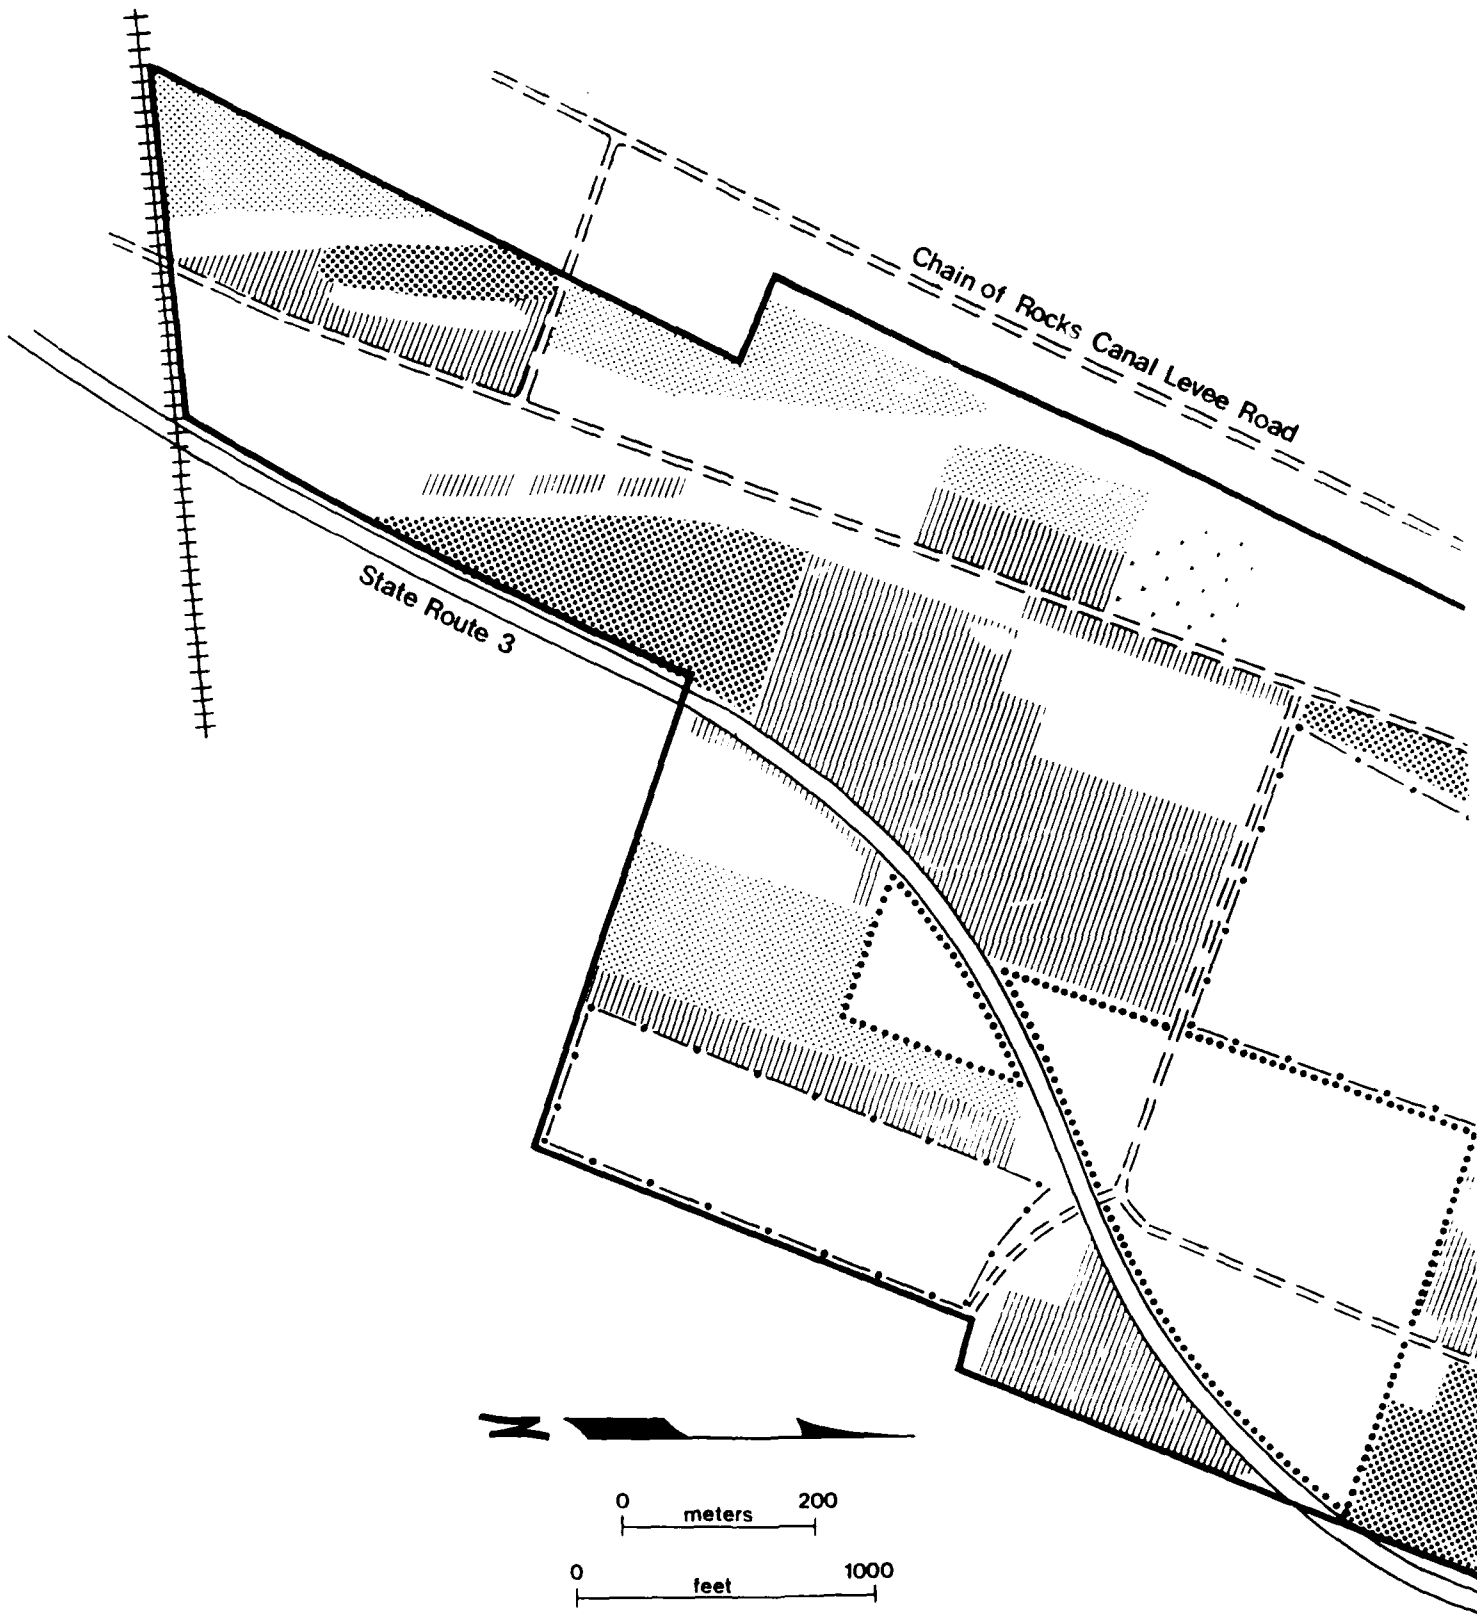 Chain of Rocks Canal Levee Road
State Route 3
N
0 200
meters
0 1000
feet